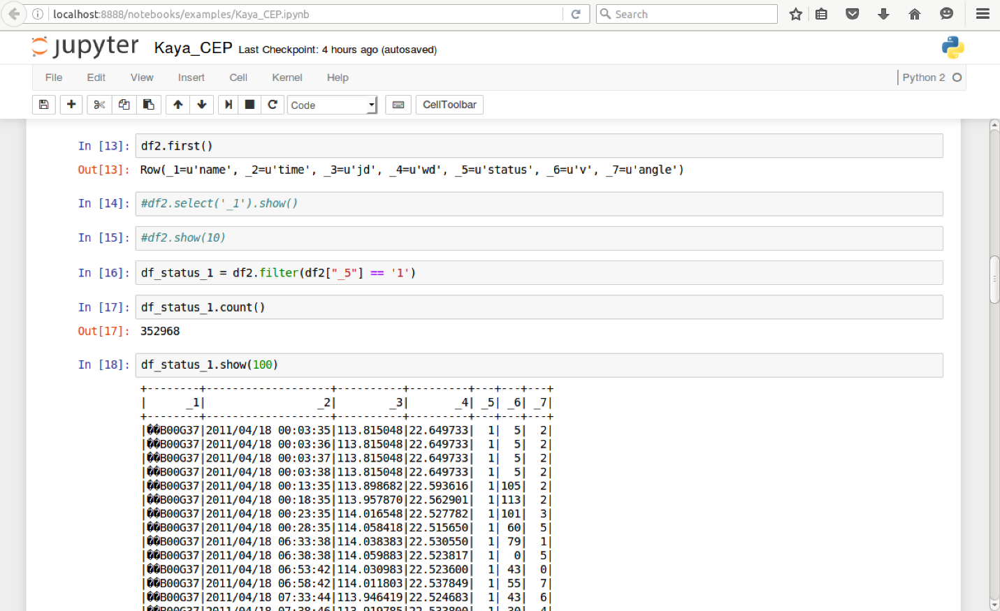 localhost:8888/notebooks/examples/Kaya_CEP.ipynb
Search
jupyter Kaya_CEP Last Checkpoint: 4 hours ago (autosaved)
File Edit View Insert Cell Kernel Help Python 2
Code CellToolbar
In [13]: df2.first()
Out[13]: Row(_1=u'name', _2=u'time', _3=u'jd', _4=u'wd', _5=u'status', _6=u'v', _7=u'angle')
In [14]: #df2.select('_1').show()
In [15]: #df2.show(10)
In [16]: df_status_1 = df2.filter(df2["_5"] == '1')
In [17]: df_status_1.count()
Out[17]: 352968
In [18]: df_status_1.show(100)
+--------+-------------------+----------+---------+---+---+---+
|      _1|                 _2|        _3|       _4| _5| _6| _7|
+--------+-------------------+----------+---------+---+---+---+
|��B00G37|2011/04/18 00:03:35|113.815048|22.649733|  1|  5|  2|
|��B00G37|2011/04/18 00:03:36|113.815048|22.649733|  1|  5|  2|
|��B00G37|2011/04/18 00:03:37|113.815048|22.649733|  1|  5|  2|
|��B00G37|2011/04/18 00:03:38|113.815048|22.649733|  1|  5|  2|
|��B00G37|2011/04/18 00:13:35|113.898682|22.593616|  1|105|  2|
|��B00G37|2011/04/18 00:18:35|113.957870|22.562901|  1|113|  2|
|��B00G37|2011/04/18 00:23:35|114.016548|22.527782|  1|101|  3|
|��B00G37|2011/04/18 00:28:35|114.058418|22.515650|  1| 60|  5|
|��B00G37|2011/04/18 06:33:38|114.038383|22.530550|  1| 79|  1|
|��B00G37|2011/04/18 06:38:38|114.059883|22.523817|  1|  0|  5|
|��B00G37|2011/04/18 06:53:42|114.030983|22.523600|  1| 43|  0|
|��B00G37|2011/04/18 06:58:42|114.011803|22.537849|  1| 55|  7|
|��B00G37|2011/04/18 07:33:44|113.946419|22.524683|  1| 43|  6|
|��B00G37|2011/04/18 07:38:46|113.919785|22.533800|  1| 30|  4|